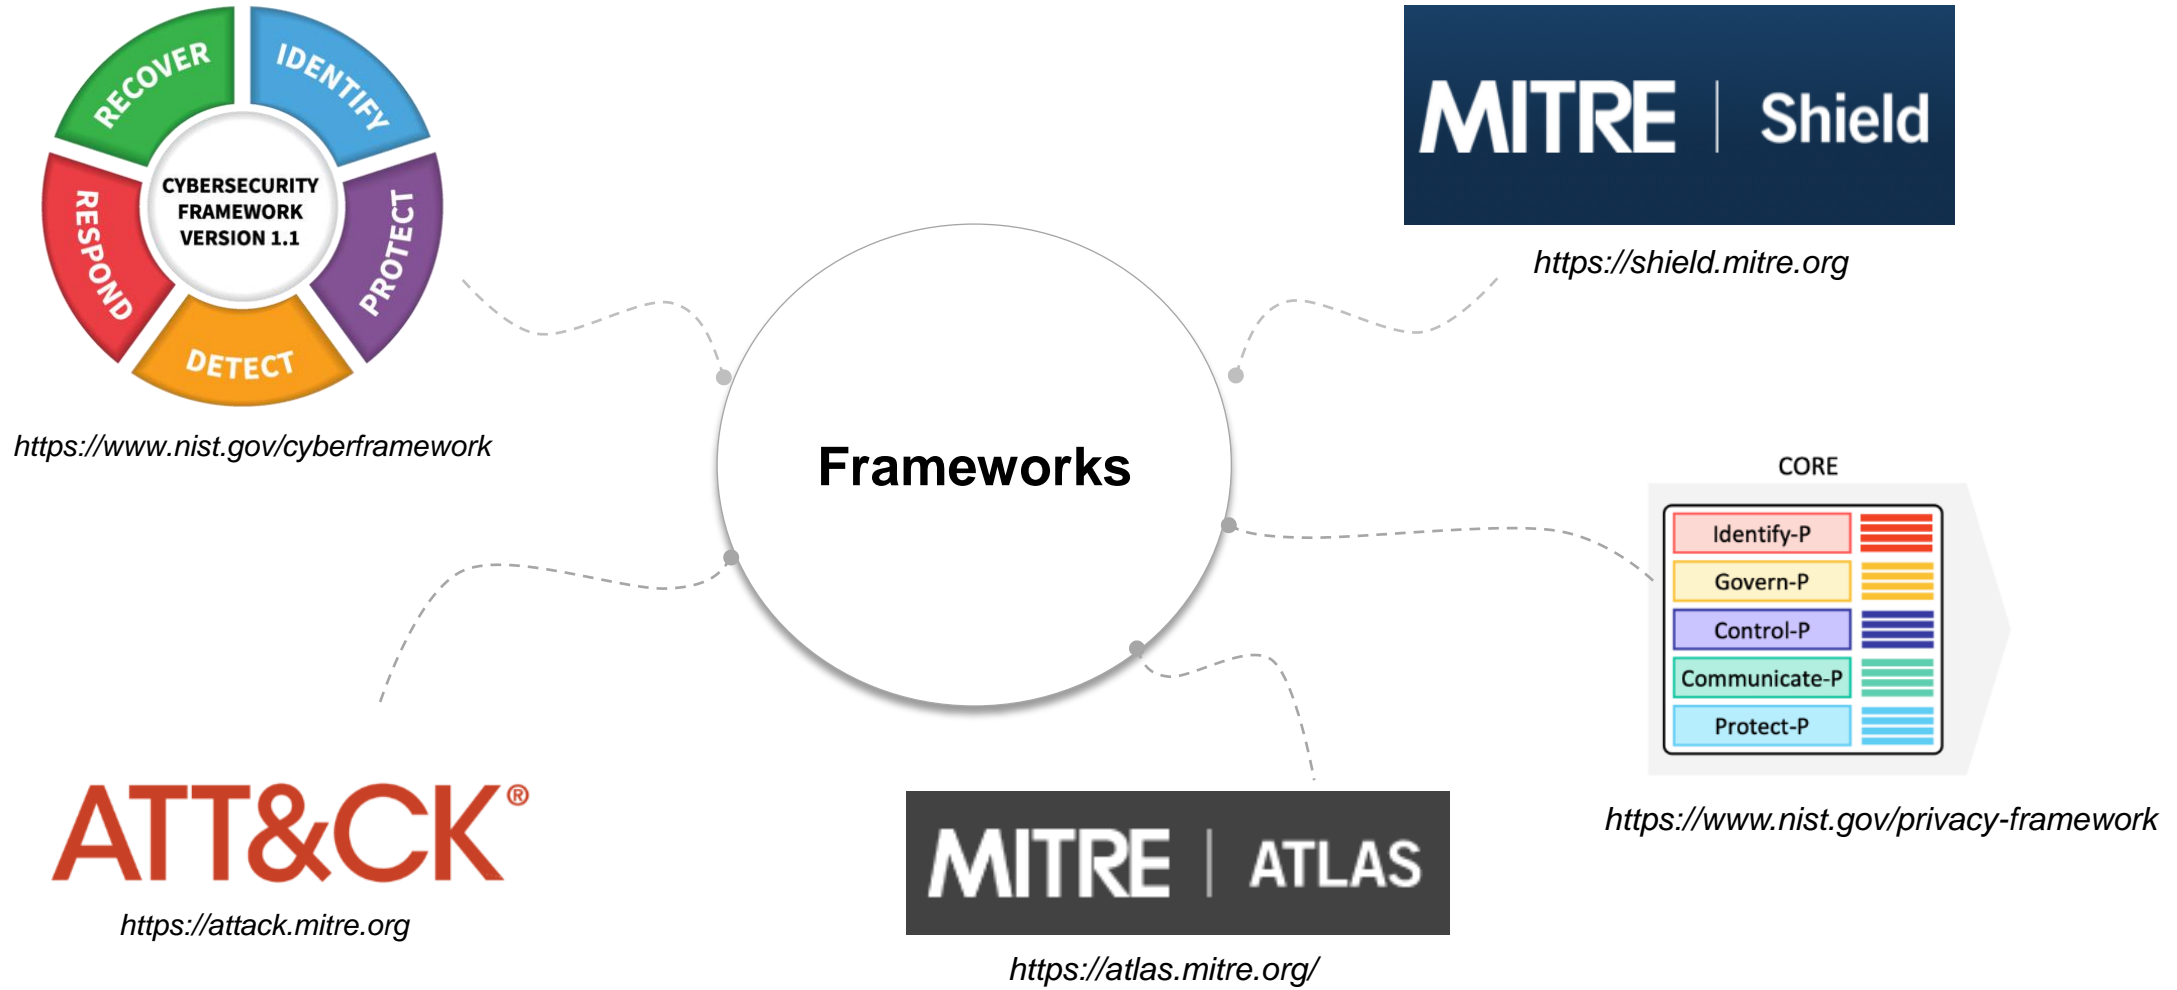 RECOVER
IDENTIFY
PROTECT
DETECT
RESPOND
CYBERSECURITY
FRAMEWORK
VERSION 1.1
https://www.nist.gov/cyberframework
MITRE | Shield
https://shield.mitre.org
Frameworks
CORE
Identify-P
Govern-P
Control-P
Communicate-P
Protect-P
https://www.nist.gov/privacy-framework
ATT&CK®
https://attack.mitre.org
MITRE | ATLAS
https://atlas.mitre.org/